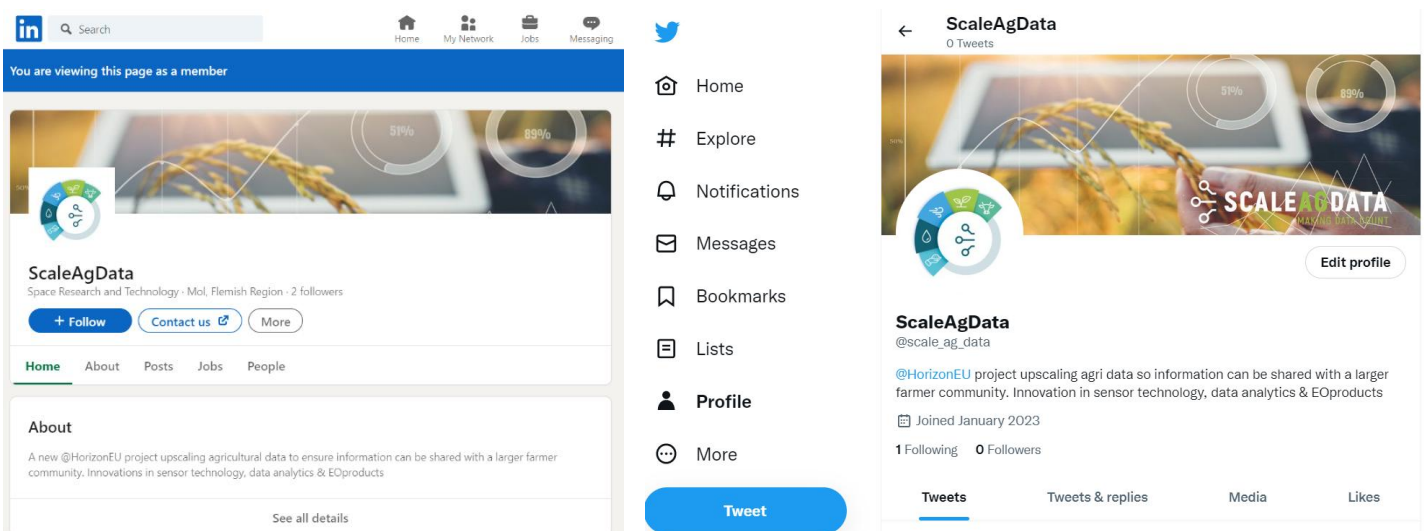 in
Search
Home
My Network
Jobs
Messaging
You are viewing this page as a member
51%
89%
50%
ScaleAgData
Space Research and Technology · Mol, Flemish Region · 2 followers
+ Follow
Contact us
More
Home
About
Posts
Jobs
People
About
A new @HorizonEU project upscaling agricultural data to ensure information can be shared with a larger farmer
community. Innovations in sensor technology, data analytics & EOproducts
See all details
Home
Explore
Notifications
Messages
Bookmarks
Lists
Profile
More
Tweet
ScaleAgData
0 Tweets
51%
89%
50%
SCALEAGDATA
MAKING DATA COUNT
Edit profile
ScaleAgData
@scale_ag_data
@HorizonEU project upscaling agri data so information can be shared with a larger
farmer community. Innovation in sensor technology, data analytics & EOproducts
Joined January 2023
1 Following 0 Followers
Tweets
Tweets & replies
Media
Likes